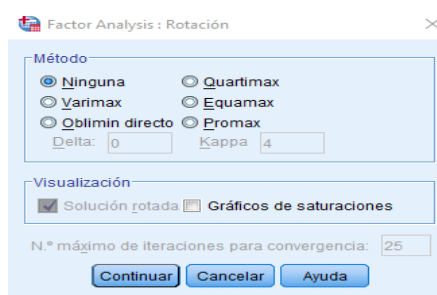 Factor Analysis : Rotación
Método
Ninguna Quartimax
Varimax Equamax
Oblimin directo Promax
Delta: 0 Kappa 4
Visualización
Solución rotada Gráficos de saturaciones
N.º máximo de iteraciones para convergencia: 25
Continuar Cancelar Ayuda